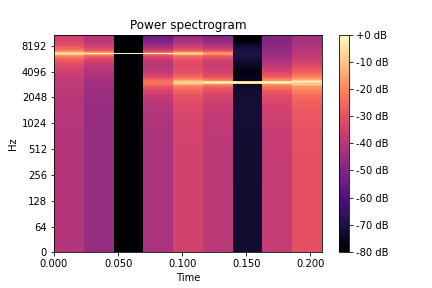 Power spectrogram
8192
4096
2048
1024
512
256
128
64
0
Hz
0.000 0.050 0.100 0.150 0.200
Time
+0 dB
-10 dB
-20 dB
-30 dB
-40 dB
-50 dB
-60 dB
-70 dB
-80 dB